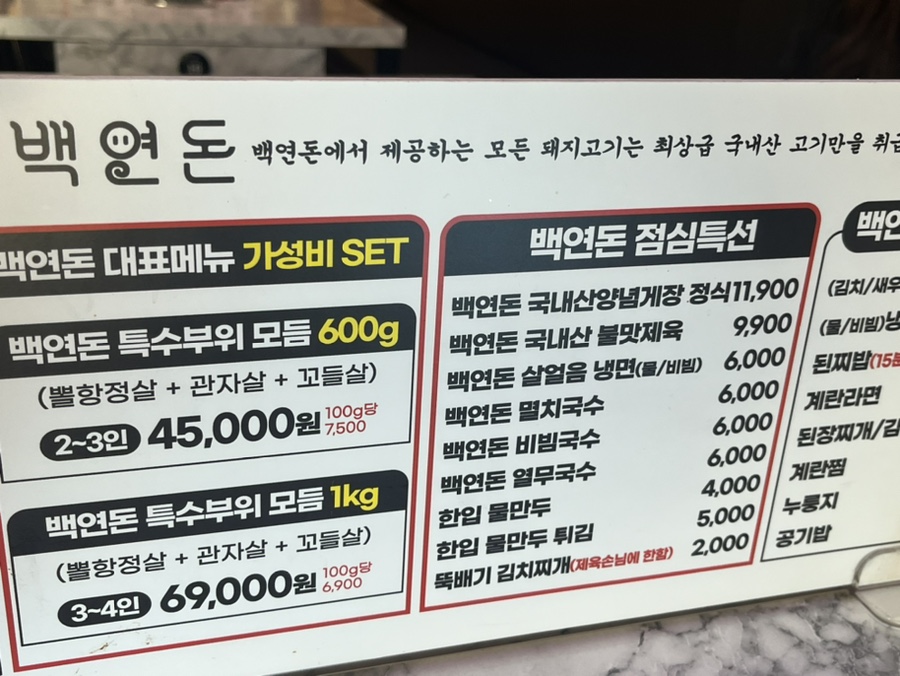 백연돈
백연돈에서 제공하는 모든 돼지고기는 최상급 국내산 고기만을 취급
백연돈 대표메뉴 가성비 SET
백연돈 특수부위 모듬 600g
(뽈항정살 + 관자살 + 꼬들살)
2~3인 45,000원 100g당 7,500
백연돈 특수부위 모듬 1kg
(뽈항정살 + 관자살 + 꼬들살)
3~4인 69,000원 100g당 6,900
백연돈 점심특선
백연돈 국내산양념게장 정식 11,900
백연돈 국내산 불맛제육 9,900
백연돈 살얼음 냉면(물/비빔) 6,000
백연돈 멸치국수 6,000
백연돈 비빔국수 6,000
백연돈 열무국수 6,000
한입 물만두 4,000
한입 물만두 튀김 5,000
뚝배기 김치찌개(제육손님에 한함) 2,000
백연
(김치/새우
(물/비빔)냉
된찌밥(15분
계란라면
된장찌개/김
계란찜
누룽지
공기밥